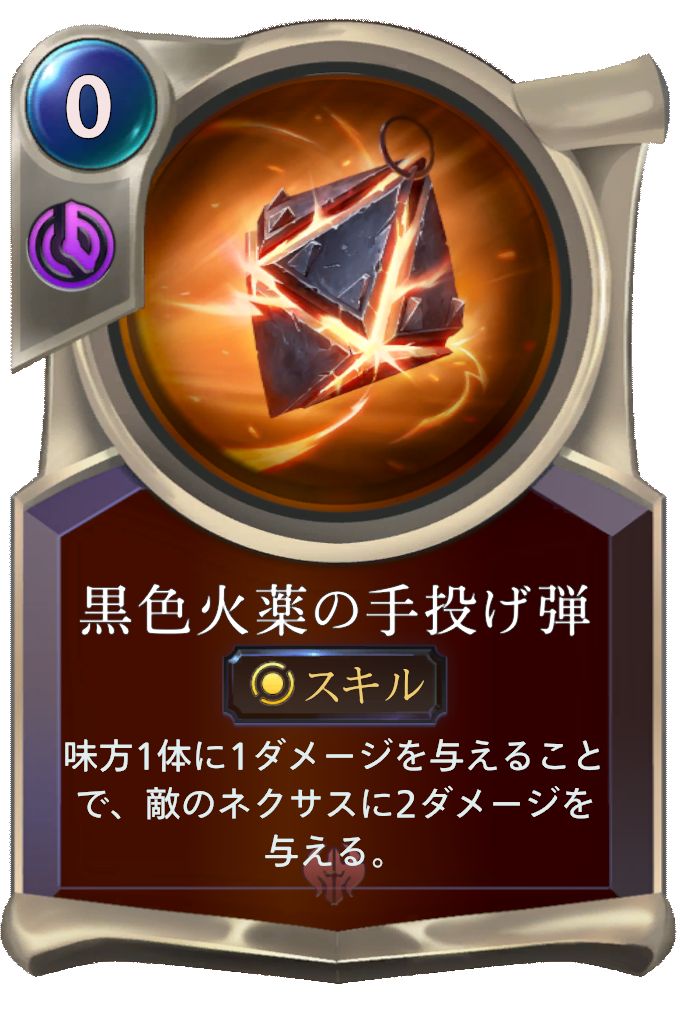 0
黒色火薬の手投げ弾
スキル
味方1体に1ダメージを与えること
で、敵のネクサスに2ダメージを
与える。